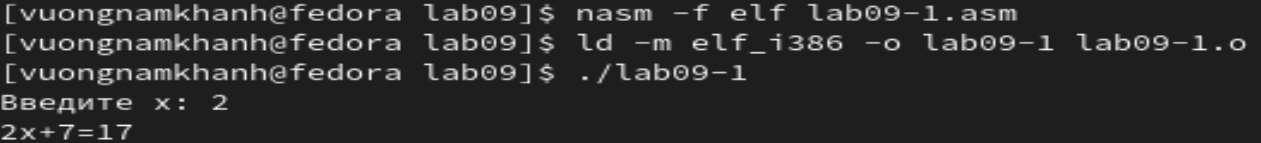 [vuongnamkhanh@fedora lab09]$ nasm -f elf lab09-1.asm
[vuongnamkhanh@fedora lab09]$ ld -m elf_i386 -o lab09-1 lab09-1.o
[vuongnamkhanh@fedora lab09]$ ./lab09-1
Введите x: 2
2x+7=17